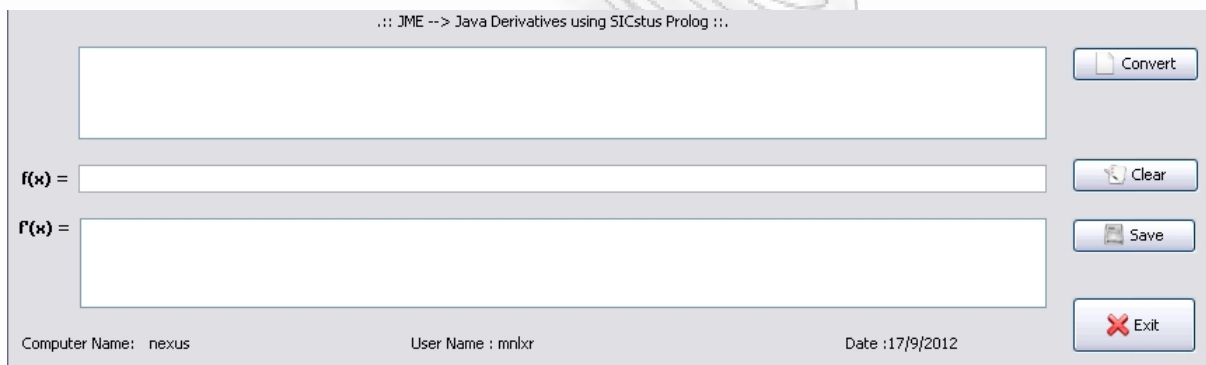 .:: JME --> Java Derivatives using SICstus Prolog ::.
Convert
f(x) =
Clear
f'(x) =
Save
Exit
Computer Name: nexus
User Name : mnlxr
Date :17/9/2012